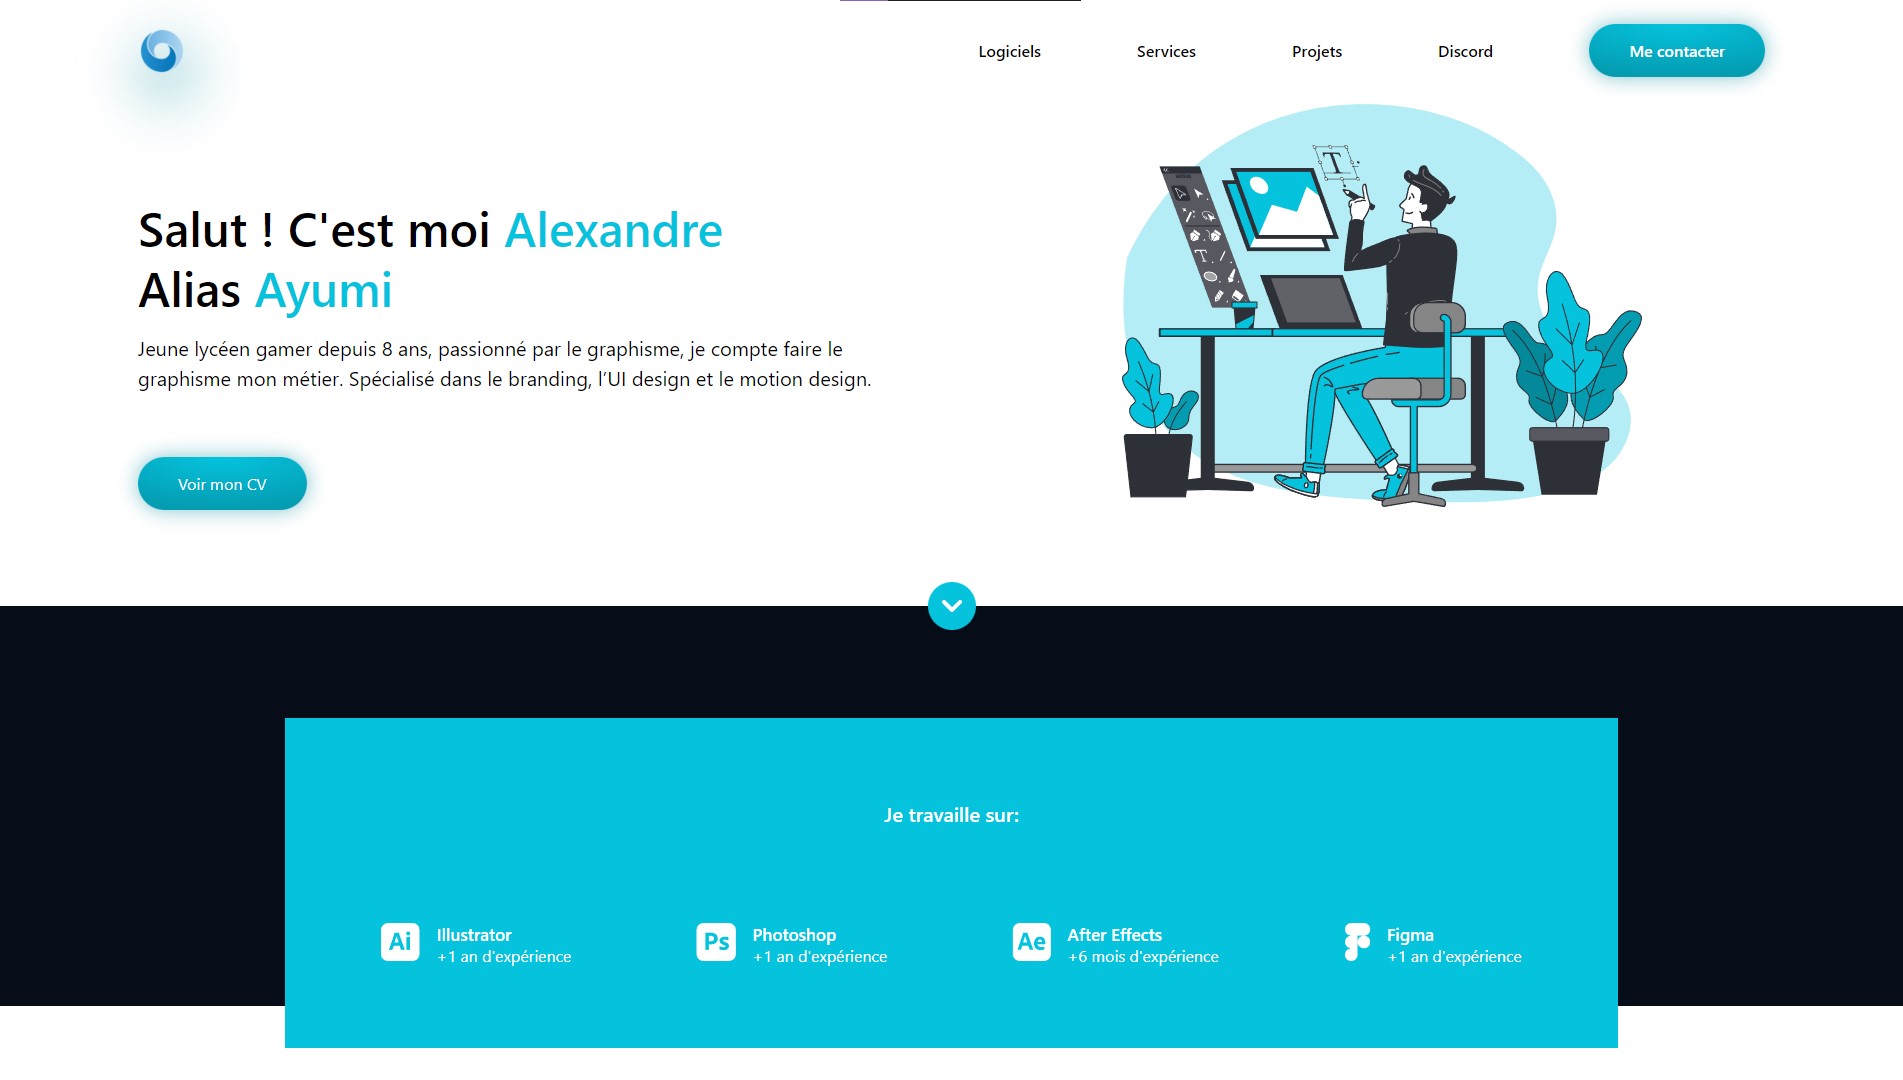 Logiciels
Services
Projets
Discord
Me contacter
Salut ! C'est moi Alexandre
Alias Ayumi
Jeune lycéen gamer depuis 8 ans, passionné par le graphisme, je compte faire le
graphisme mon métier. Spécialisé dans le branding, l’UI design et le motion design.
Voir mon CV
T
T
Je travaille sur:
Ai
Illustrator
+1 an d'expérience
Ps
Photoshop
+1 an d'expérience
Ae
After Effects
+6 mois d'expérience
Figma
+1 an d'expérience